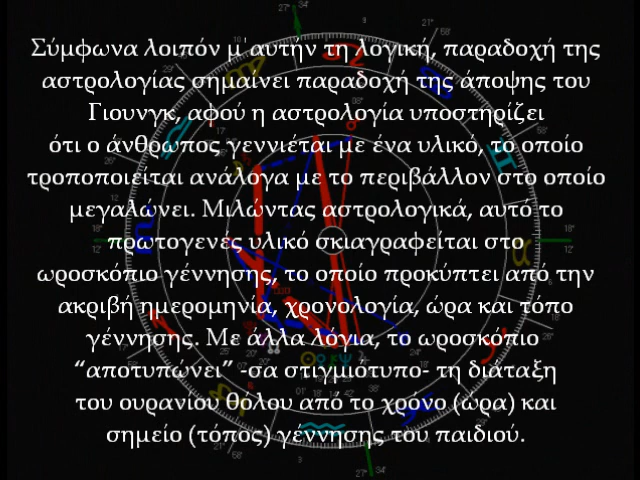 Σύμφωνα λοιπόν μ΄αυτήν τη λογική, παραδοχή της
αστρολογίας σημαίνει παραδοχή της άποψης του
Γιουνγκ, αφού η αστρολογία υποστηρίζει
ότι ο άνθρωπος γεννιέται με ένα υλικό, το οποίο
τροποποιείται ανάλογα με το περιβάλλον στο οποίο
μεγαλώνει. Μιλώντας αστρολογικά, αυτό το
πρωτογενές υλικό σκιαγραφείται στο
ωροσκόπιο γέννησης, το οποίο προκύπτει από την
ακριβή ημερομηνία, χρονολογία, ώρα και τόπο
γέννησης. Με άλλα λόγια, το ωροσκόπιο
“αποτυπώνει” -σα στιγμιότυπο- τη διάταξη
του ουρανίου θόλου από το χρόνο (ώρα) και
σημείο (τόπος) γέννησης του παιδιού.